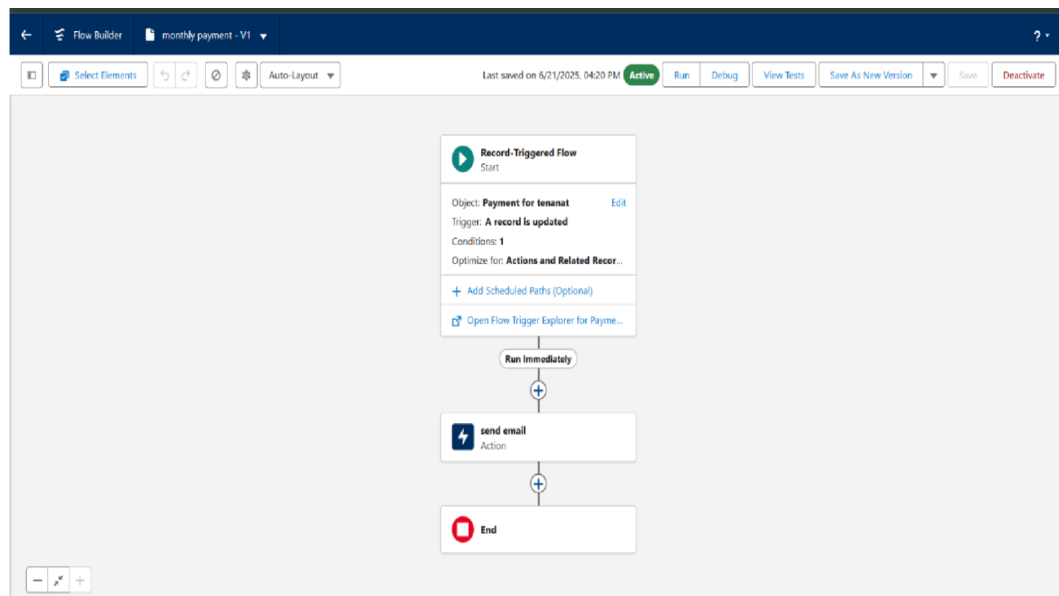 Flow Builder monthly payment - V1 ?
Select Elements Auto-Layout Last saved on 6/21/2025, 04:20 PM Active Run Debug View Tests Save As New Version Save Deactivate
Record-Triggered Flow
Start
Object: Payment for tenanat Edit
Trigger: A record is updated
Conditions: 1
Optimize for: Actions and Related Recor...
+ Add Scheduled Paths (Optional)
Open Flow Trigger Explorer for Payme...
Run Immediately
send email
Action
End